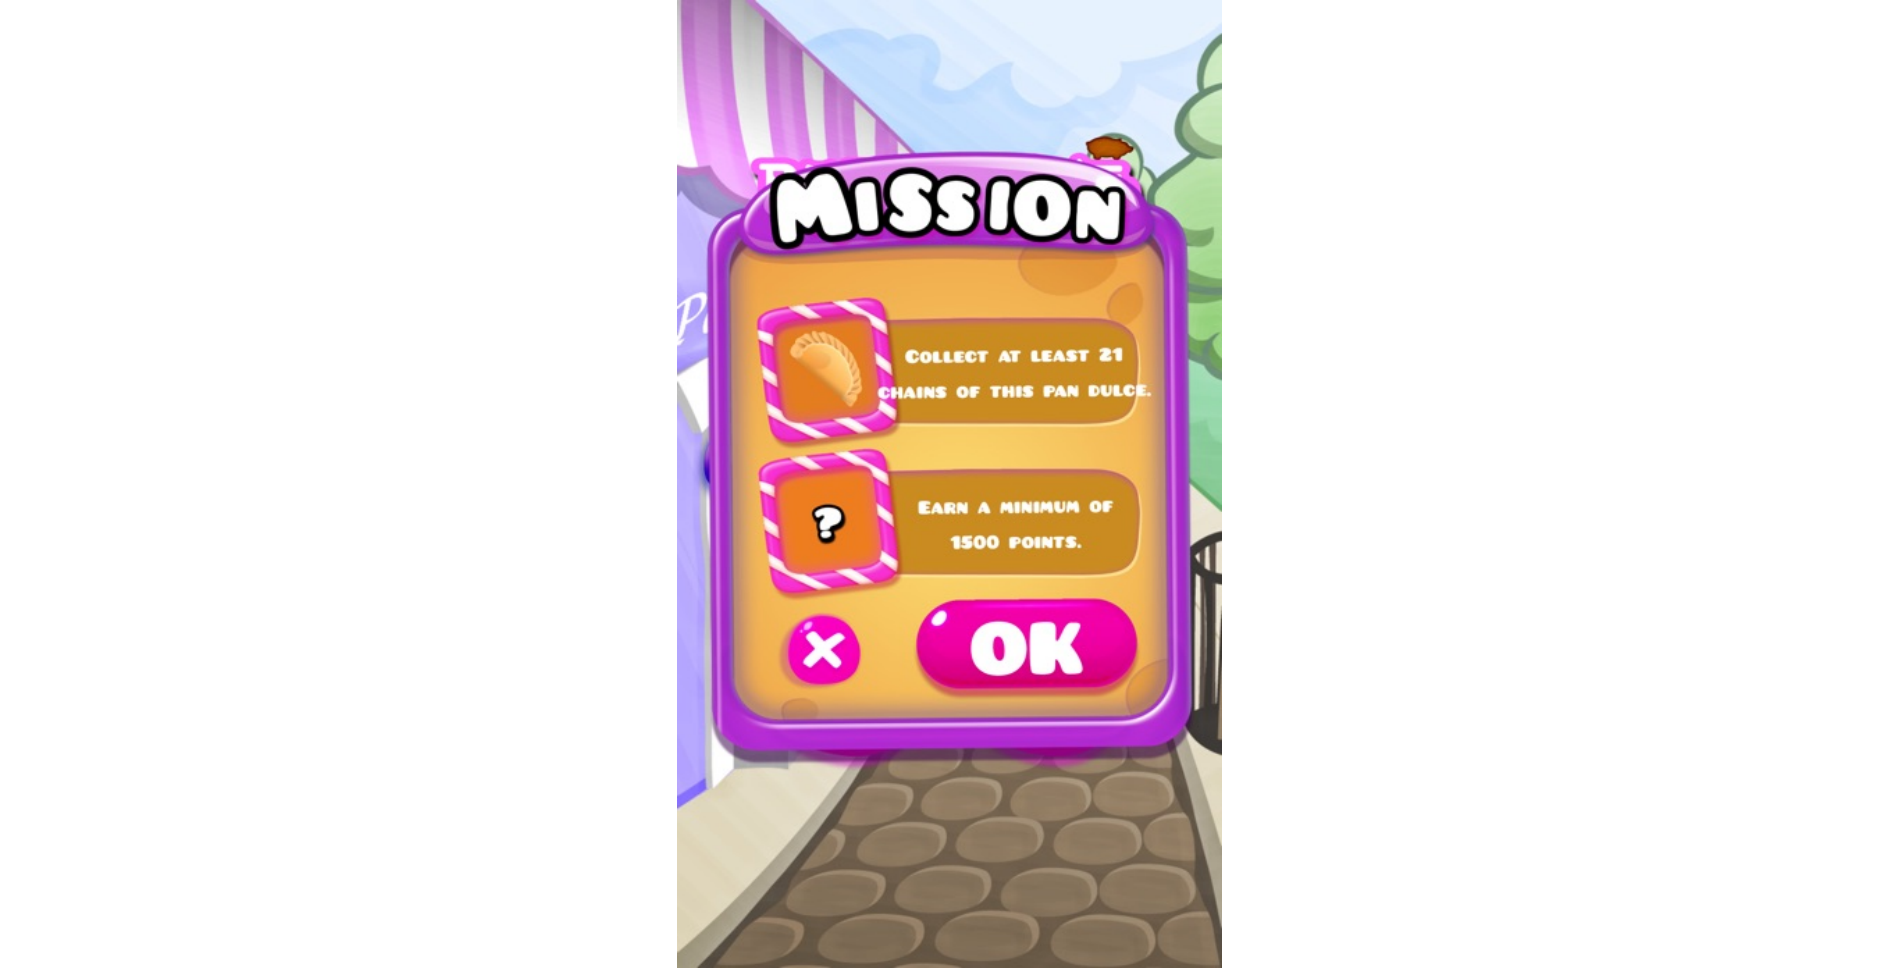 MISSION
COLLECT AT LEAST 21
CHAINS OF THIS PAN DULCE.
?
EARN A MINIMUM OF
1500 POINTS.
X
OK